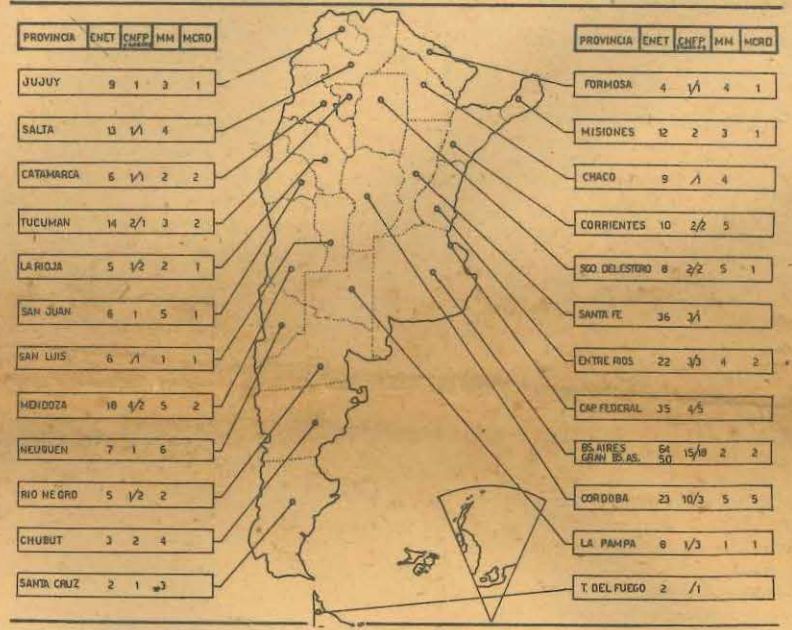 PROVINCIA ENET CNFP MM MCRO
JUJUY 9 1 3 1
SALTA 13 1/1 4
CATAMARCA 6 1/1 2 2
TUCUMAN 14 2/1 3 2
LA RIOJA 5 1/2 2 1
SAN JUAN 6 1 5 1
SAN LUIS 6 /1 1 1
MENDOZA 18 4/2 5 2
NEUQUEN 7 1 6
RIO NEGRO 5 1/2 2
CHUBUT 3 2 4
SANTA CRUZ 2 1 3
PROVINCIA ENET CNFP MM MCRO
FORMOSA 4 1/1 4 1
MISIONES 12 2 3 1
CHACO 9 /1 4
CORRIENTES 10 2/2 5
SGO. DEL ESTERO 8 2/2 5 1
SANTA FE 36 3/1
ENTRE RIOS 22 3/3 4 2
CAP. FEDERAL 35 4/5
BS. AIRES 64 15/18 2 2
GRAN BS. AS. 50
CORDOBA 23 10/3 5 5
LA PAMPA 6 1/3 1 1
T. DEL FUEGO 2 /1